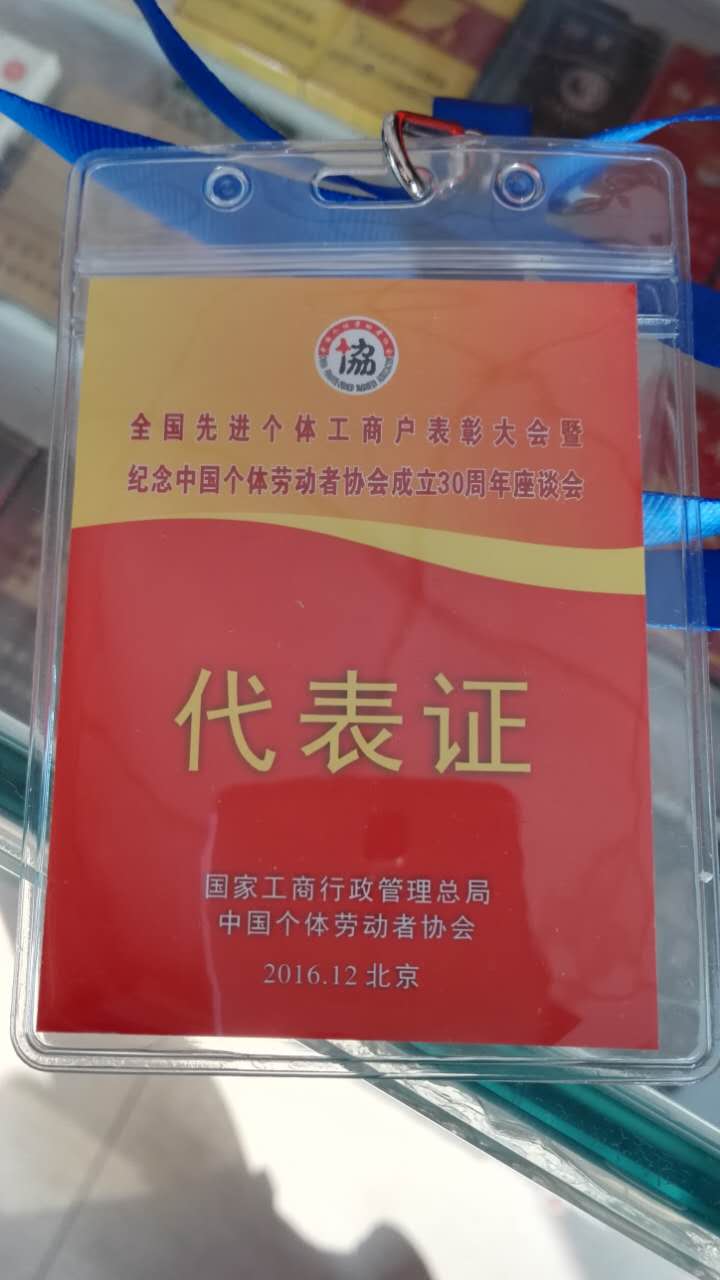 協
全国先进个体工商户表彰大会暨
纪念中国个体劳动者协会成立30周年座谈会
代表证
国家工商行政管理总局
中国个体劳动者协会
2016.12 北京